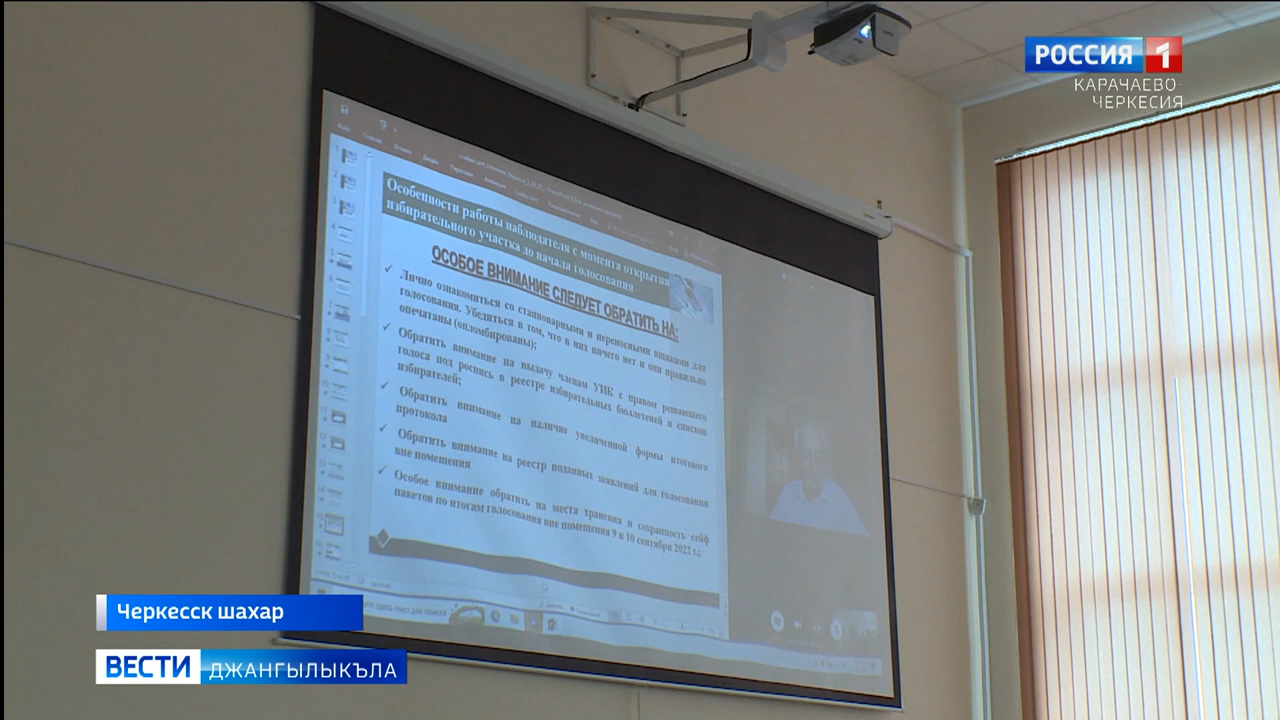 РОССИЯ 1
КАРАЧАЕВО-
ЧЕРКЕСИЯ
Особенности работы наблюдателя с момента открытия
избирательного участка до начала голосования
ОСОБОЕ ВНИМАНИЕ СЛЕДУЕТ ОБРАТИТЬ НА:
✓ Лично ознакомиться со стационарными и переносными ящиками для
голосования. Убедиться в том, что в них ничего нет и они правильно
опечатаны (опломбированы);
✓ Обратить внимание на выдачу членам УИК с правом решающего
голоса под роспись в реестре избирательных бюллетеней и списков
избирателей;
✓ Обратить внимание на наличие увеличенной формы итогового
протокола
✓ Обратить внимание на реестр поданных заявлений для голосования
вне помещения
✓ Особое внимание обратить на места хранения и сохранность сейф
пакетов по итогам голосования вне помещения 9 и 10 сентября 2022 г.;
Черкесск шахар
ВЕСТИ ДЖАНГЫЛЫКЪЛА